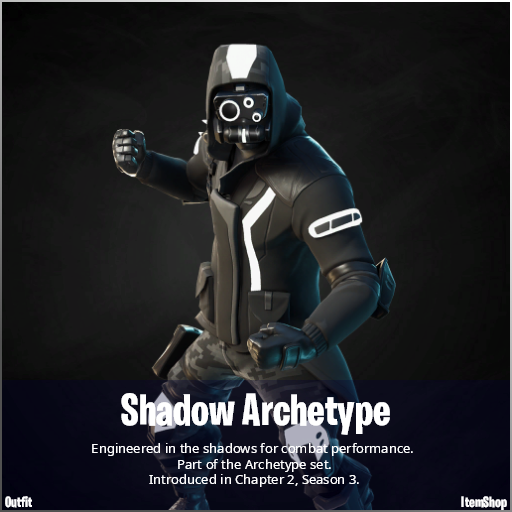 Shadow Archetype
Engineered in the shadows for combat performance.
Part of the Archetype set.
Introduced in Chapter 2, Season 3.
Outfit
ItemShop